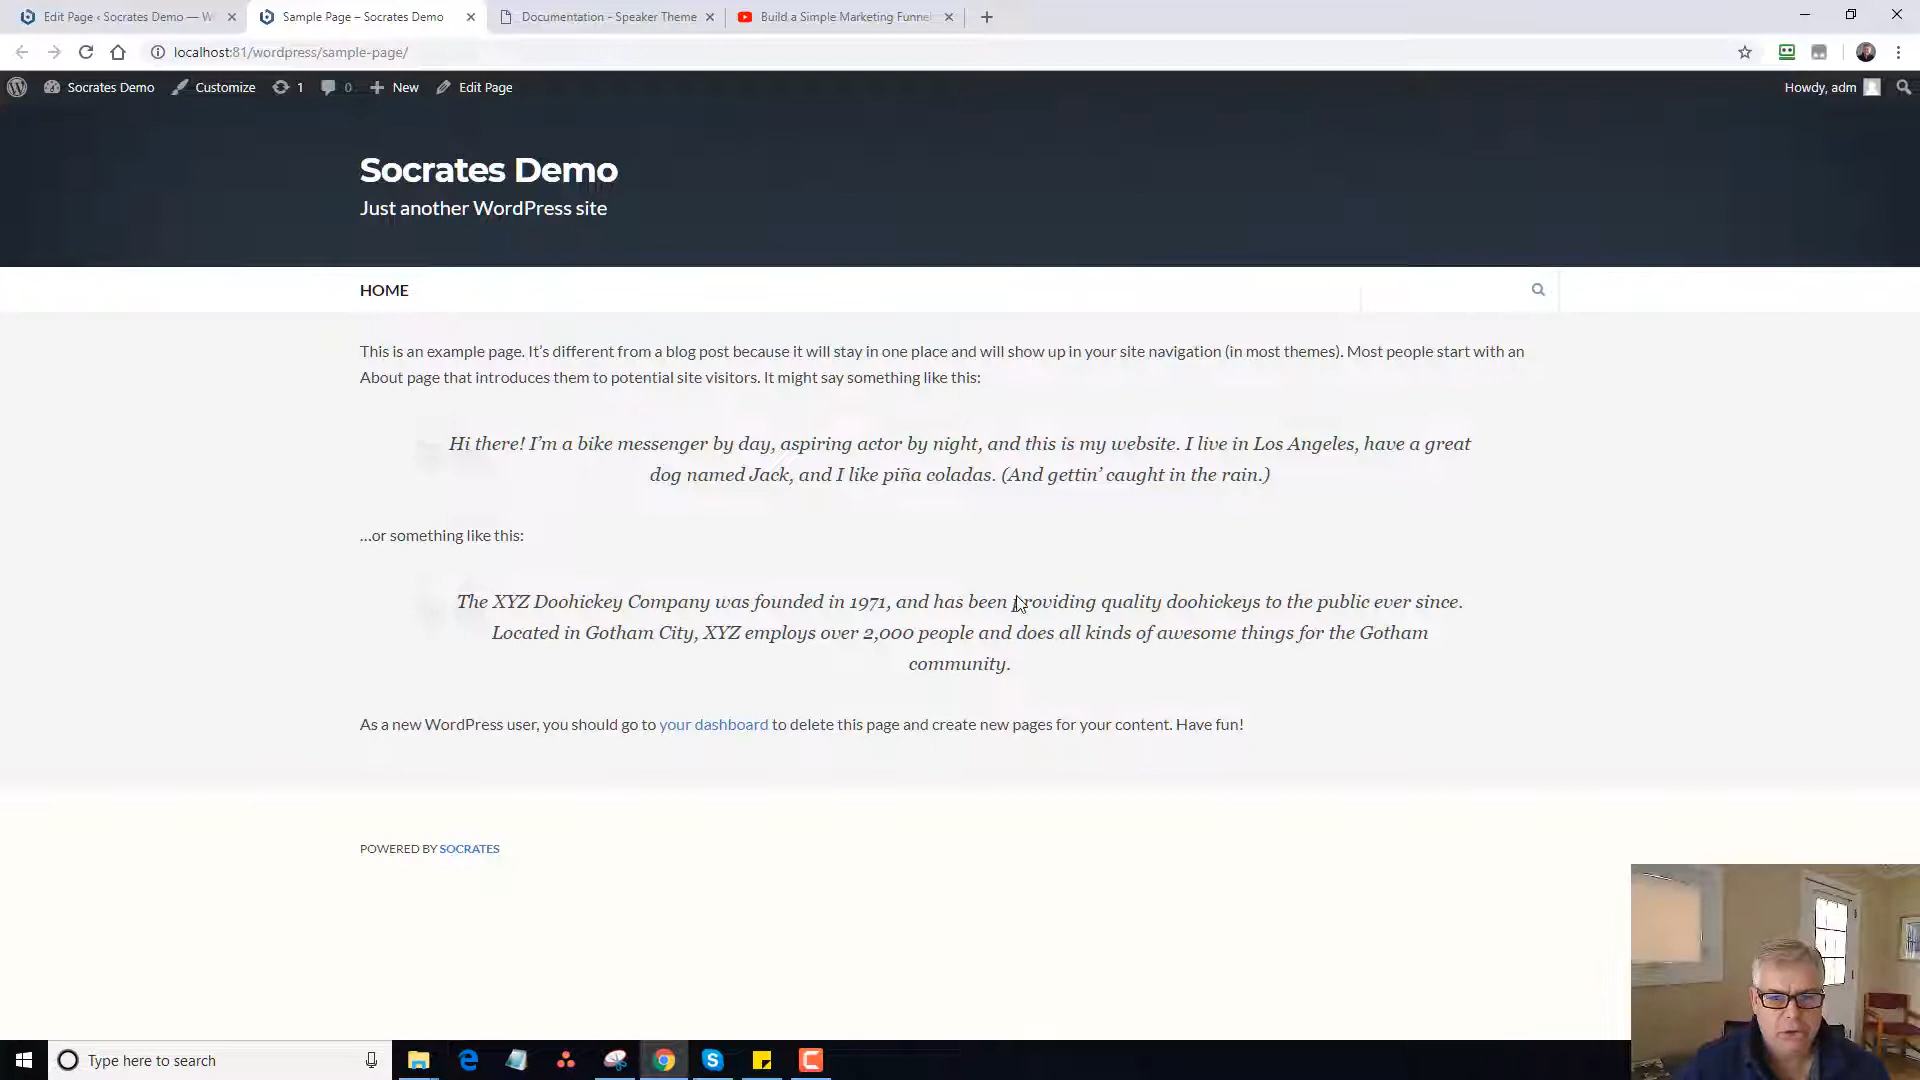 Edit Page ‹ Socrates Demo — W
Sample Page – Socrates Demo
Documentation - Speaker Theme
Build a Simple Marketing Funnel
localhost:81/wordpress/sample-page/
Socrates Demo
Customize
1
0
New
Edit Page
Howdy, adm
Socrates Demo
Just another WordPress site
HOME
This is an example page. It’s different from a blog post because it will stay in one place and will show up in your site navigation (in most themes). Most people start with an
About page that introduces them to potential site visitors. It might say something like this:
Hi there! I’m a bike messenger by day, aspiring actor by night, and this is my website. I live in Los Angeles, have a great
dog named Jack, and I like piña coladas. (And gettin’ caught in the rain.)
…or something like this:
The XYZ Doohickey Company was founded in 1971, and has been providing quality doohickeys to the public ever since.
Located in Gotham City, XYZ employs over 2,000 people and does all kinds of awesome things for the Gotham
community.
As a new WordPress user, you should go to your dashboard to delete this page and create new pages for your content. Have fun!
POWERED BY SOCRATES
Type here to search